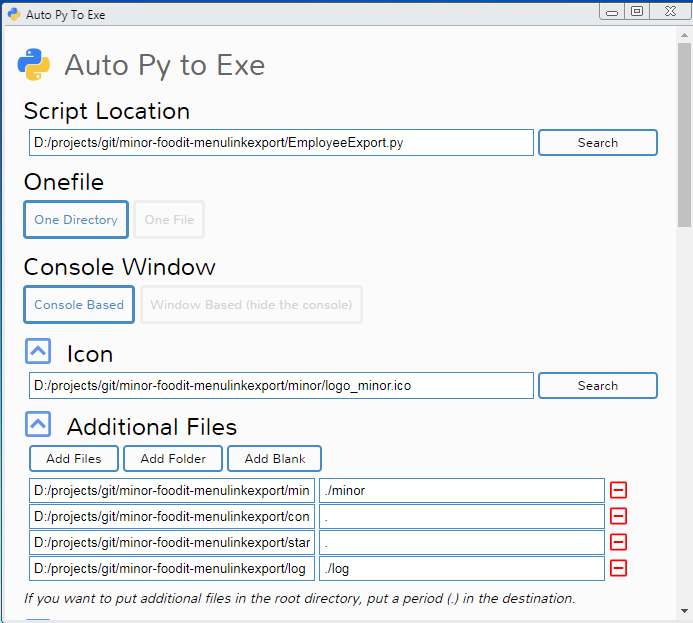 Auto Py To Exe
Auto Py to Exe
Script Location
D:/projects/git/minor-foodit-menulinkexport/EmployeeExport.py Search
Onefile
One Directory One File
Console Window
Console Based Window Based (hide the console)
Icon
D:/projects/git/minor-foodit-menulinkexport/minor/logo_minor.ico Search
Additional Files
Add Files Add Folder Add Blank
D:/projects/git/minor-foodit-menulinkexport/min ./minor
D:/projects/git/minor-foodit-menulinkexport/con .
D:/projects/git/minor-foodit-menulinkexport/star .
D:/projects/git/minor-foodit-menulinkexport/log ./log
If you want to put additional files in the root directory, put a period (.) in the destination.